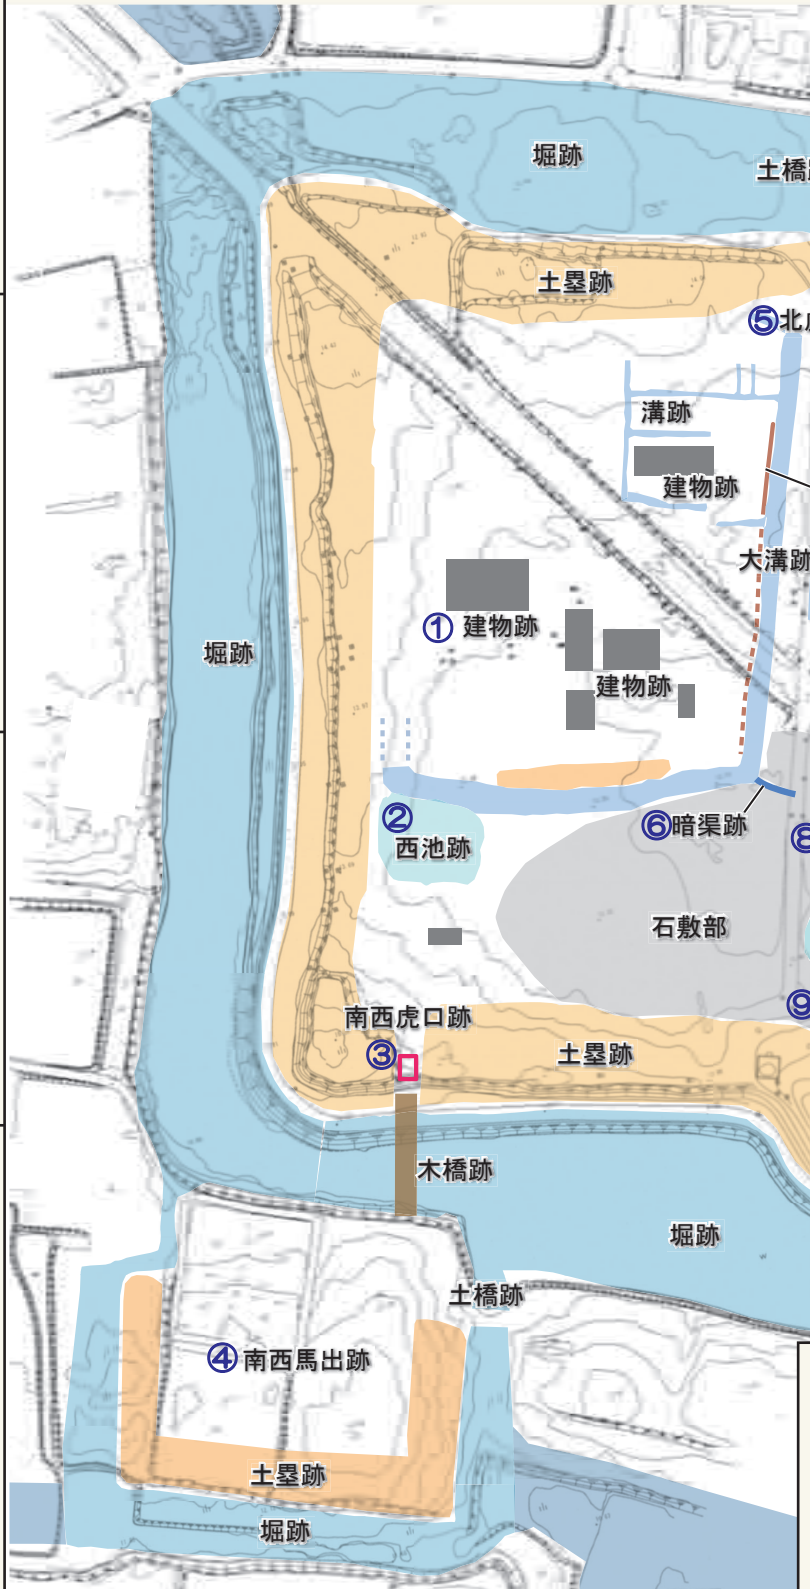 堀跡
土橋
土塁跡
⑤北
溝跡
建物跡
大溝跡
① 建物跡
建物跡
堀跡
②
西池跡
⑥暗渠跡
⑧
石敷部
⑨
南西虎口跡
③
土塁跡
木橋跡
堀跡
土橋跡
④ 南西馬出跡
土塁跡
堀跡